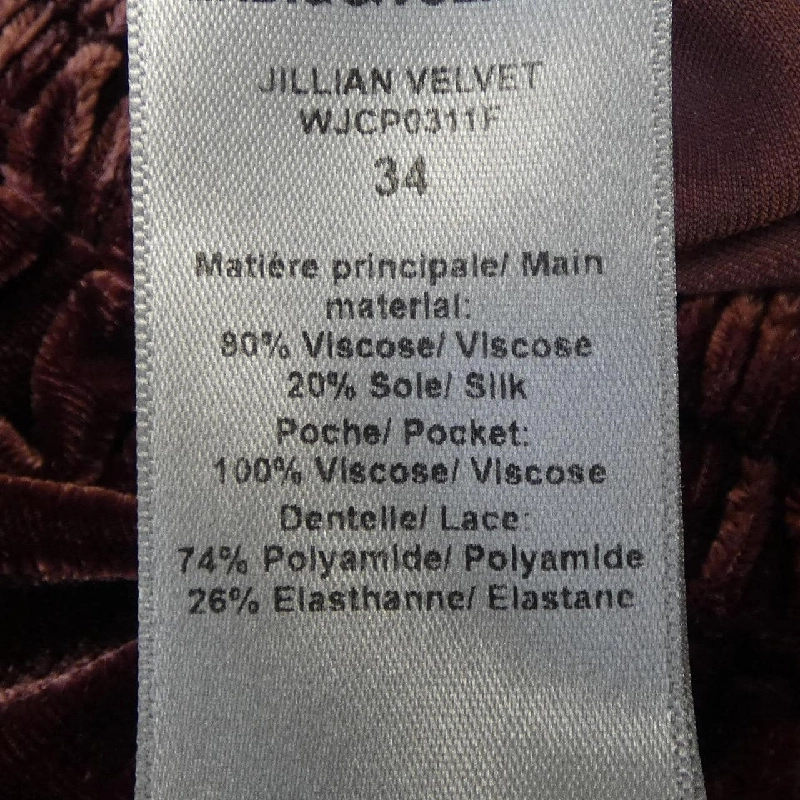 JILLIAN VELVET
WJCP0311F
34
Matière principale/ Main
material:
80% Viscose/ Viscose
20% Soie/ Silk
Poche/ Pocket:
100% Viscose/ Viscose
Dentelle/ Lace:
74% Polyamide/ Polyamide
26% Elasthanne/ Elastane